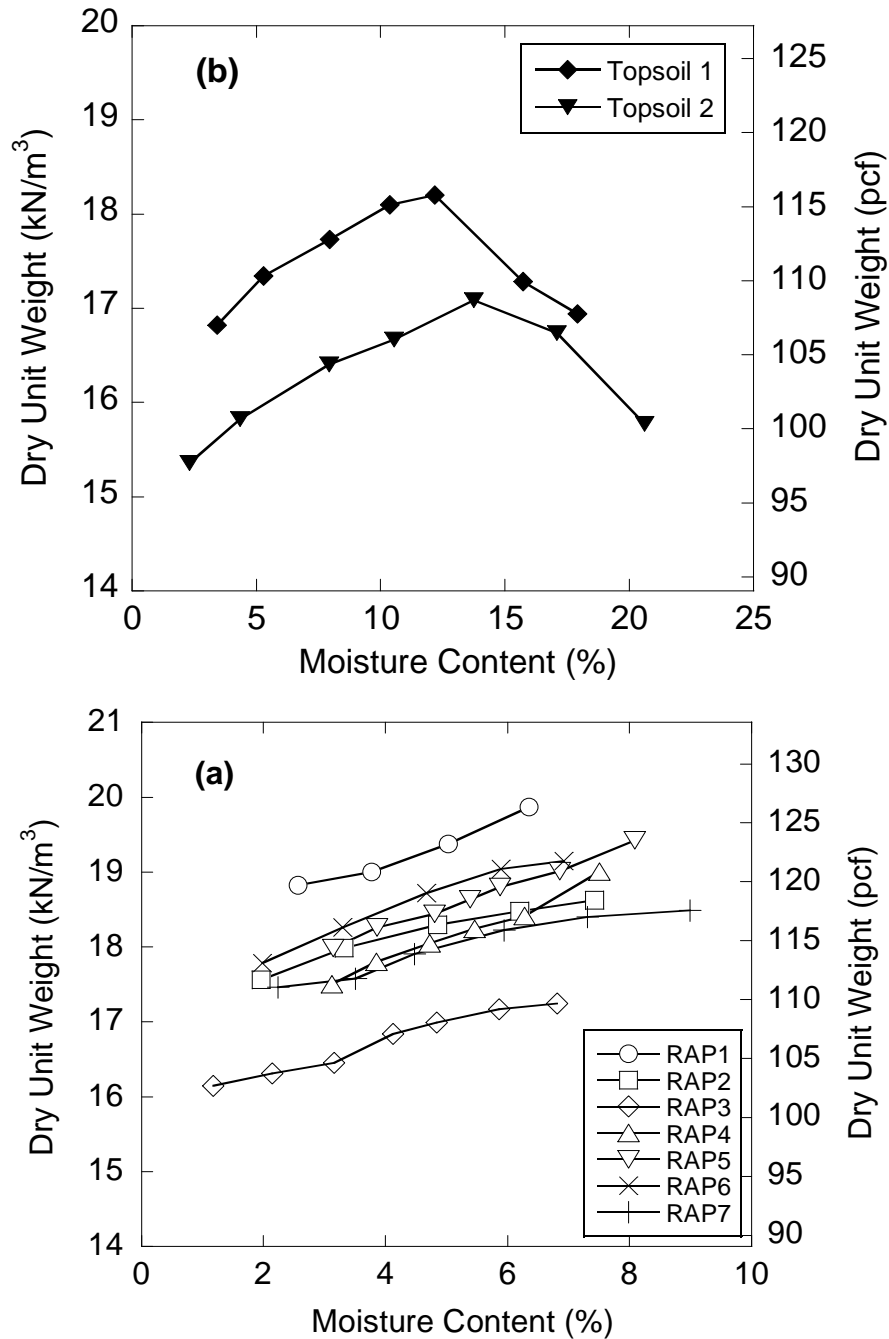 (b)
Topsoil 1
Topsoil 2
Dry Unit Weight (kN/m³)
20
19
18
17
16
15
14
Dry Unit Weight (pcf)
125
120
115
110
105
100
95
90
0 5 10 15 20 25
Moisture Content (%)
(a)
Dry Unit Weight (kN/m³)
21
20
19
18
17
16
15
14
Dry Unit Weight (pcf)
130
125
120
115
110
105
100
95
90
RAP1
RAP2
RAP3
RAP4
RAP5
RAP6
RAP7
0 2 4 6 8 10
Moisture Content (%)